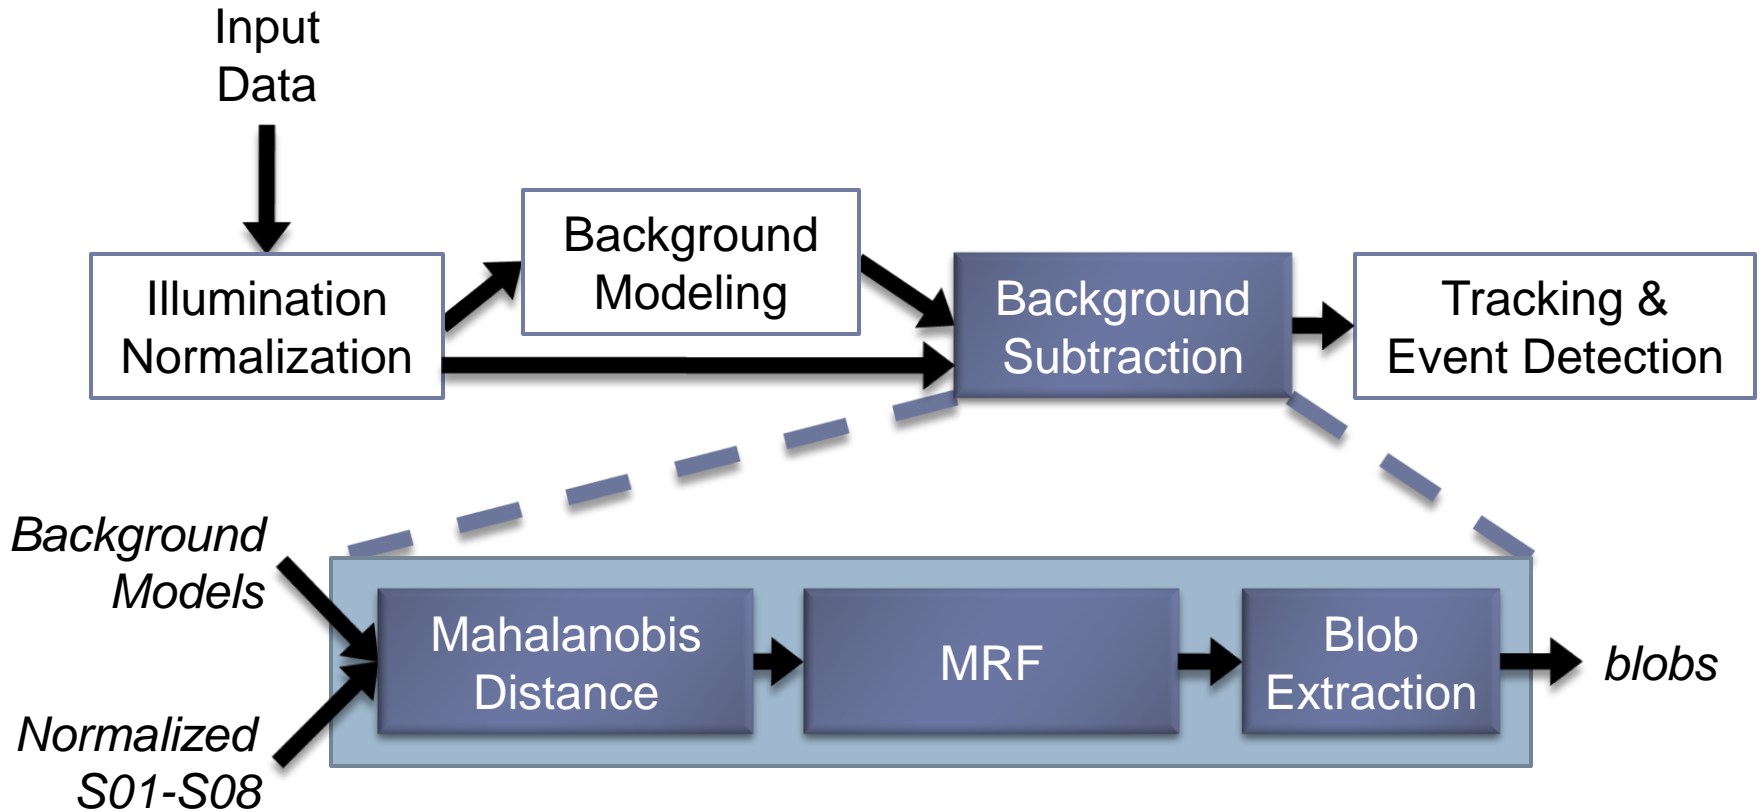 Input
Data
Illumination
Normalization
Background
Modeling
Background
Subtraction
Tracking &
Event Detection
Background
Models
Normalized
S01-S08
Mahalanobis
Distance
MRF
Blob
Extraction
blobs